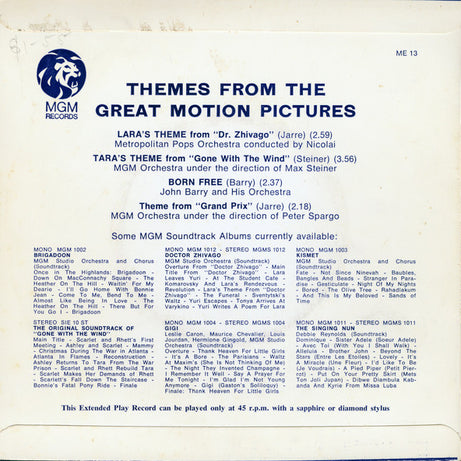 ME 13
MGM
RECORDS
THEMES FROM THE
GREAT MOTION PICTURES
LARA'S THEME from "Dr. Zhivago" (Jarre) (2.59)
Metropolitan Pops Orchestra conducted by Nicolai
TARA'S THEME from "Gone With The Wind" (Steiner) (3.56)
MGM Orchestra under the direction of Max Steiner
BORN FREE (Barry) (2.37)
John Barry and His Orchestra
Theme from "Grand Prix" (Jarre) (2.18)
MGM Orchestra under the direction of Peter Spargo
Some MGM Soundtrack Albums currently available:
MONO MGM 1002
BRIGADOON
MGM Studio Orchestra and Chorus
(Soundtrack)
Once in the Highlands: Brigadoon -
Down On MacConnachy Square - The
Heather On The Hill - Waitin' For My
Dearie - I'll Go Home With Bonnie
Jean - Come To Me, Bend To Me -
Almost Like Being In Love - The
Heather On The Hill - There But For
You Go I - Brigadoon
MONO MGM 1012 - STEREO MGMS 1012
DOCTOR ZHIVAGO
MGM Studio Orchestra (Soundtrack)
Overture From "Doctor Zhivago" - Main
Title From "Doctor Zhivago" - Lara
Leaves Yuri - At The Student Cafe -
Komarovsky And Lara's Rendezvous -
Revolution - Lara's Theme From "Doctor
Zhivago" - The Funeral - Sventytski's
Waltz - Yuri Escapes - Tonya Arrives At
Varykino - Yuri Writes A Poem For Lara
MONO MGM 1003
KISMET
MGM Studio Orchestra and Chorus
(Soundtrack)
Fate - Not Since Ninevah - Baubles,
Bangles And Beads - Stranger In Para-
dise - Gesticulate - Night Of My Nights
- Bored - The Olive Tree - Rahadlakum
- And This Is My Beloved - Sands of
Time
STEREO SIE 10 ST
THE ORIGINAL SOUNDTRACK OF
"GONE WITH THE WIND"
Main Title - Scarlet and Rhett's First
Meeting - Ashley and Scarlet - Mammy
- Christmas During The War in Atlanta -
Atlanta In Flames - Reconstruction -
Ashley Returns To Tara From The West
Prison - Scarlet and Rhett Rebuild Tara
- Scarlet Makes Her Demands of Rhett
- Scarlett's Fall Down The Staircase -
Bonnie's Fatal Pony Ride - Finale
MONO MGM 1004 - STEREO MGMS 1004
GIGI
Leslie Caron, Maurice Chevalier, Louis
Jourden, Hermione Gingold, MGM Studio
Orchestra (Soundtrack)
Overture - Thank Heaven For Little Girls
- It's A Bore - The Parisians - Waltz
at Maxim's, She Is Not Thinking Of Me)
- The Night They Invented Champagne -
I Remember It Well - Say A Prayer For
Me Tonight - I'm Glad I'm Not Young
Anymore - Gigi (Gaston's Soliloquy) -
Finale: Thank Heaven For Little Girls
MONO MGM 1011 - STEREO MGMS 1011
THE SINGING NUN
Debbie Reynolds (Soundtrack)
Dominique - Sister Adele (Soeur Adele)
- Avec Toi (With You I Shall Walk) -
Alleluia - Brother John - Beyond The
Stars (Entre Les Etoiles) - Lovely - It's
A Miracle (Une Fleur) - I'd Like To Be
(Je Voudrais) - A Pied Piper (Petit Pier-
rot) - Put On Your Pretty Skirt (Mets
Ton Joli Jupan) - Dibwe Diambula Kab-
anda And Kyrie From Missa Luba
This Extended Play Record can be played only at 45 r.p.m. with a sapphire or diamond stylus